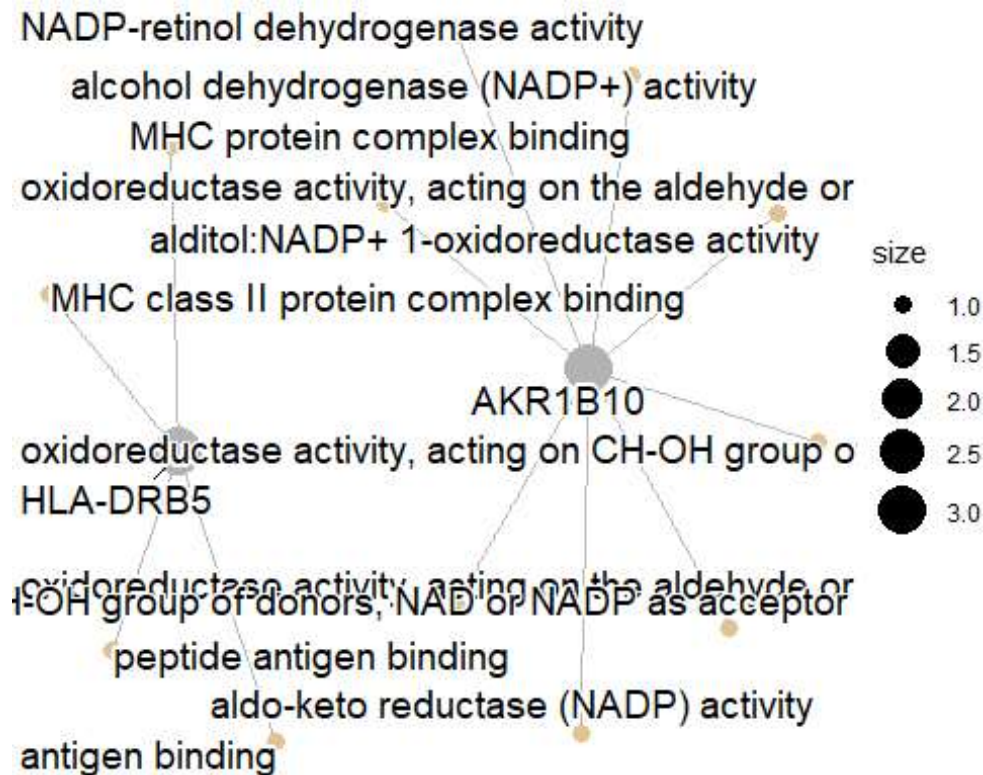 NADP-retinol dehydrogenase activity
alcohol dehydrogenase (NADP+) activity
MHC protein complex binding
oxidoreductase activity, acting on the aldehyde or
alditol:NADP+ 1-oxidoreductase activity
MHC class II protein complex binding
AKR1B10
oxidoreductase activity, acting on CH-OH group o
HLA-DRB5
oxidoreductase activity, acting on the aldehyde or
-OH group of donors, NAD or NADP as acceptor
peptide antigen binding
aldo-keto reductase (NADP) activity
antigen binding
size
1.0
1.5
2.0
2.5
3.0